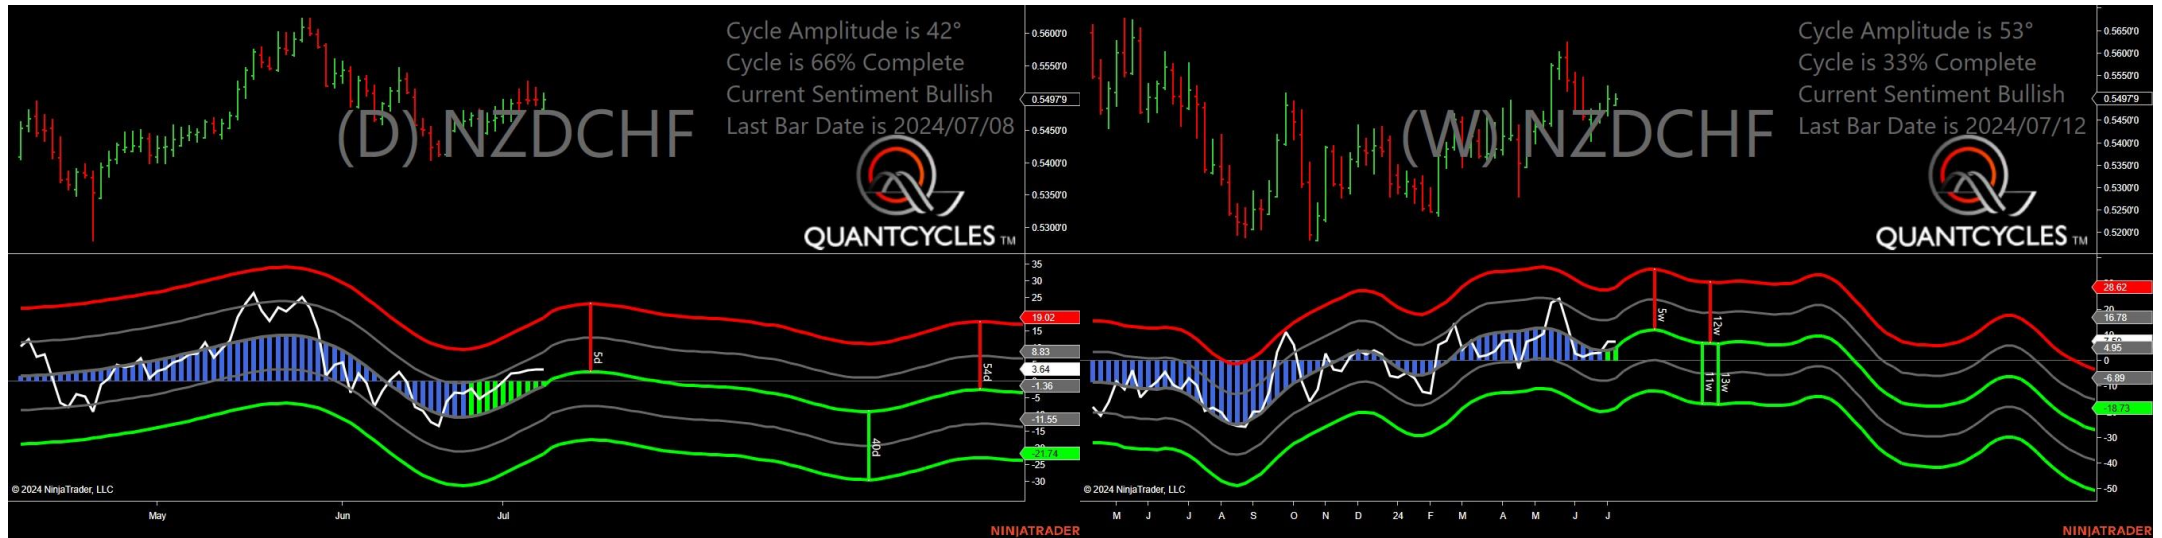 Cycle Amplitude is 42°
Cycle is 66% Complete
Current Sentiment Bullish
Last Bar Date is 2024/07/08
(D) NZDCHF
QUANTCYCLES TM
0.5600'0
0.5550'0
0.5497'9
0.5450'0
0.5400'0
0.5350'0
0.5300'0
35
30
25
19.02
15
8.83
3.64
-1.36
-5
-11.55
-15
-21.74
-25
-30
5d
40d
54d
© 2024 NinjaTrader, LLC
May Jun Jul
NINJATRADER
Cycle Amplitude is 53°
Cycle is 33% Complete
Current Sentiment Bullish
Last Bar Date is 2024/07/12
(W) NZDCHF
QUANTCYCLES TM
0.5650'0
0.5600'0
0.5550'0
0.5497'9
0.5450'0
0.5400'0
0.5350'0
0.5300'0
0.5250'0
0.5200'0
28.62
20
16.78
4.95
0
-6.89
-10
-18.73
-30
-40
-50
5w
12w
11w
13w
© 2024 NinjaTrader, LLC
M J J A S O N D 24 F M A M J J
NINJATRADER